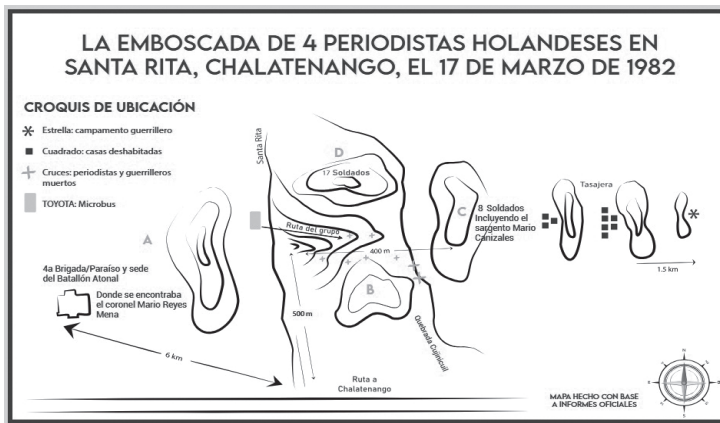 LA EMBOSCADA DE 4 PERIODISTAS HOLANDESES EN
SANTA RITA, CHALATENANGO, EL 17 DE MARZO DE 1982
CROQUIS DE UBICACIÓN
Estrella: campamento guerrillero
Cuadrado: casas deshabitadas
Cruces: periodistas y guerrilleros
muertos
TOYOTA: Microbus
Santa Rita
D
17 Soldados
Ruta del grupo
400 m
C
8 Soldados
Incluyendo el
sargento Mario
Canizales
Tasajera
1.5 km
A
B
4a Brigada/Paraíso y sede
del Batallón Atonal
Donde se encontraba
el coronel Mario Reyes
Mena
500 m
6 km
Quebrada Cujinicuil
Ruta a
Chalatenango
MAPA HECHO CON BASE
A INFORMES OFICIALES